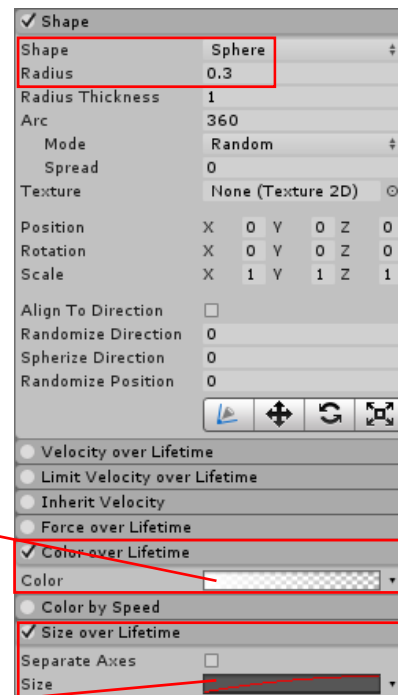 Shape
Shape Sphere
Radius 0.3
Radius Thickness 1
Arc 360
Mode Random
Spread 0
Texture None (Texture 2D)
Position X 0 Y 0 Z 0
Rotation X 0 Y 0 Z 0
Scale X 1 Y 1 Z 1
Align To Direction
Randomize Direction 0
Spherize Direction 0
Randomize Position 0
Velocity over Lifetime
Limit Velocity over Lifetime
Inherit Velocity
Force over Lifetime
Color over Lifetime
Color
Color by Speed
Size over Lifetime
Separate Axes
Size